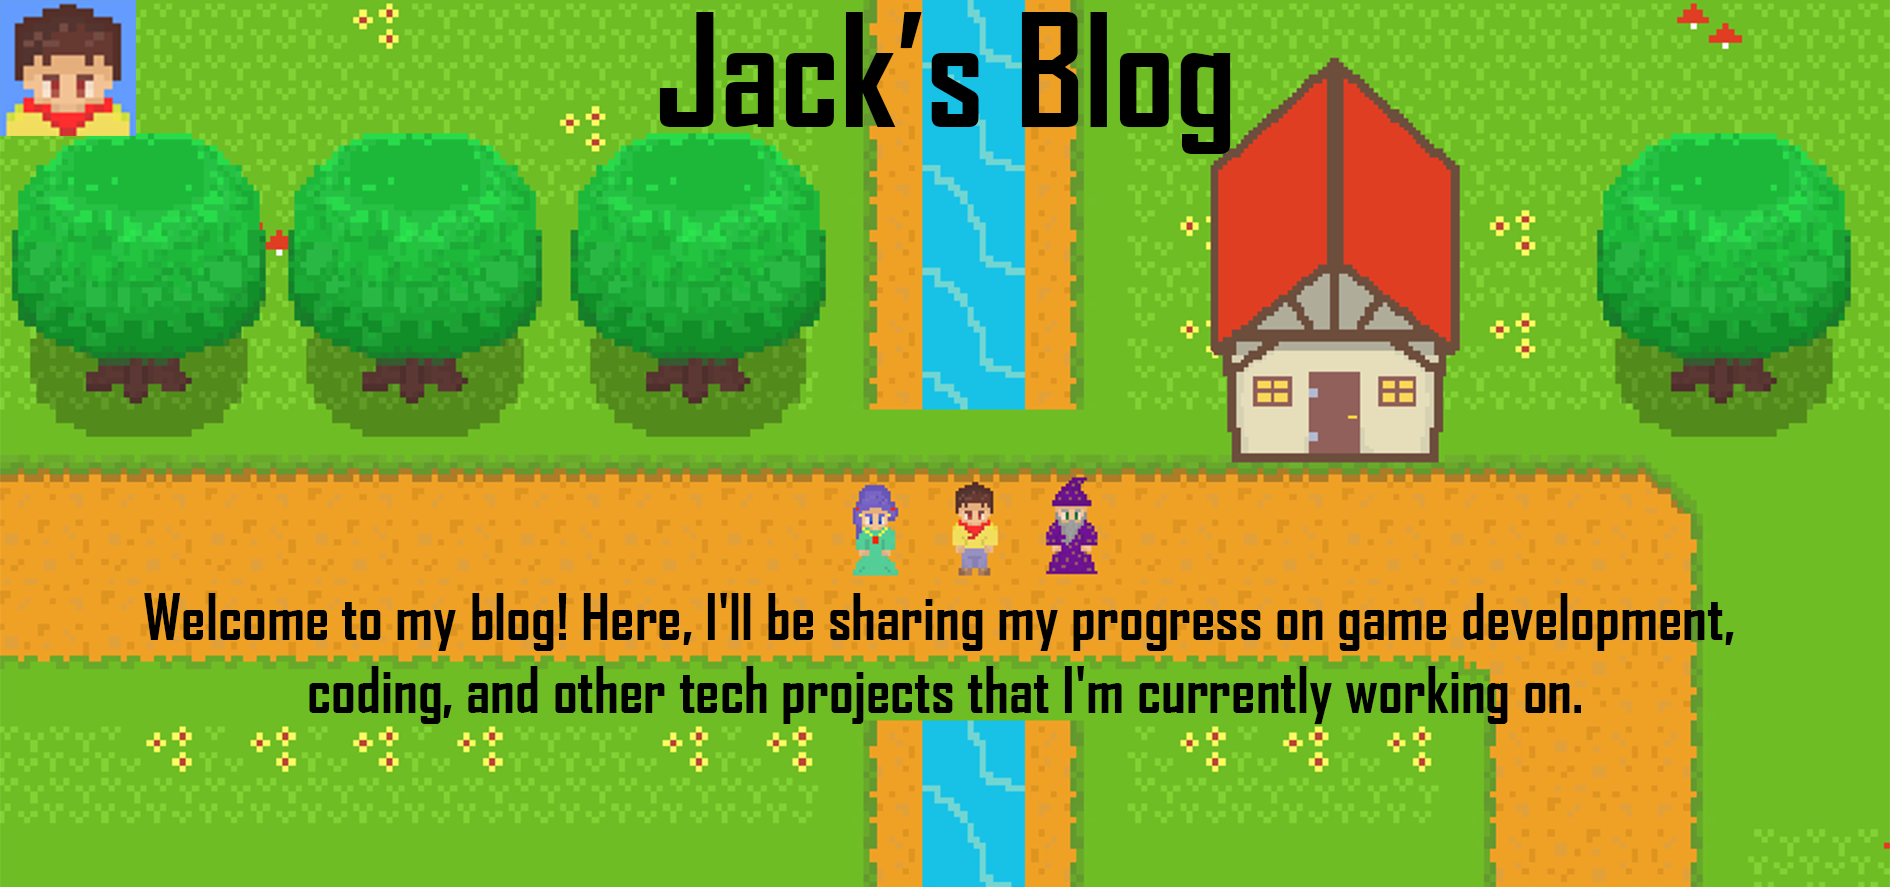 Jack’s Blog
Welcome to my blog! Here, I'll be sharing my progress on game development,
coding, and other tech projects that I'm currently working on.